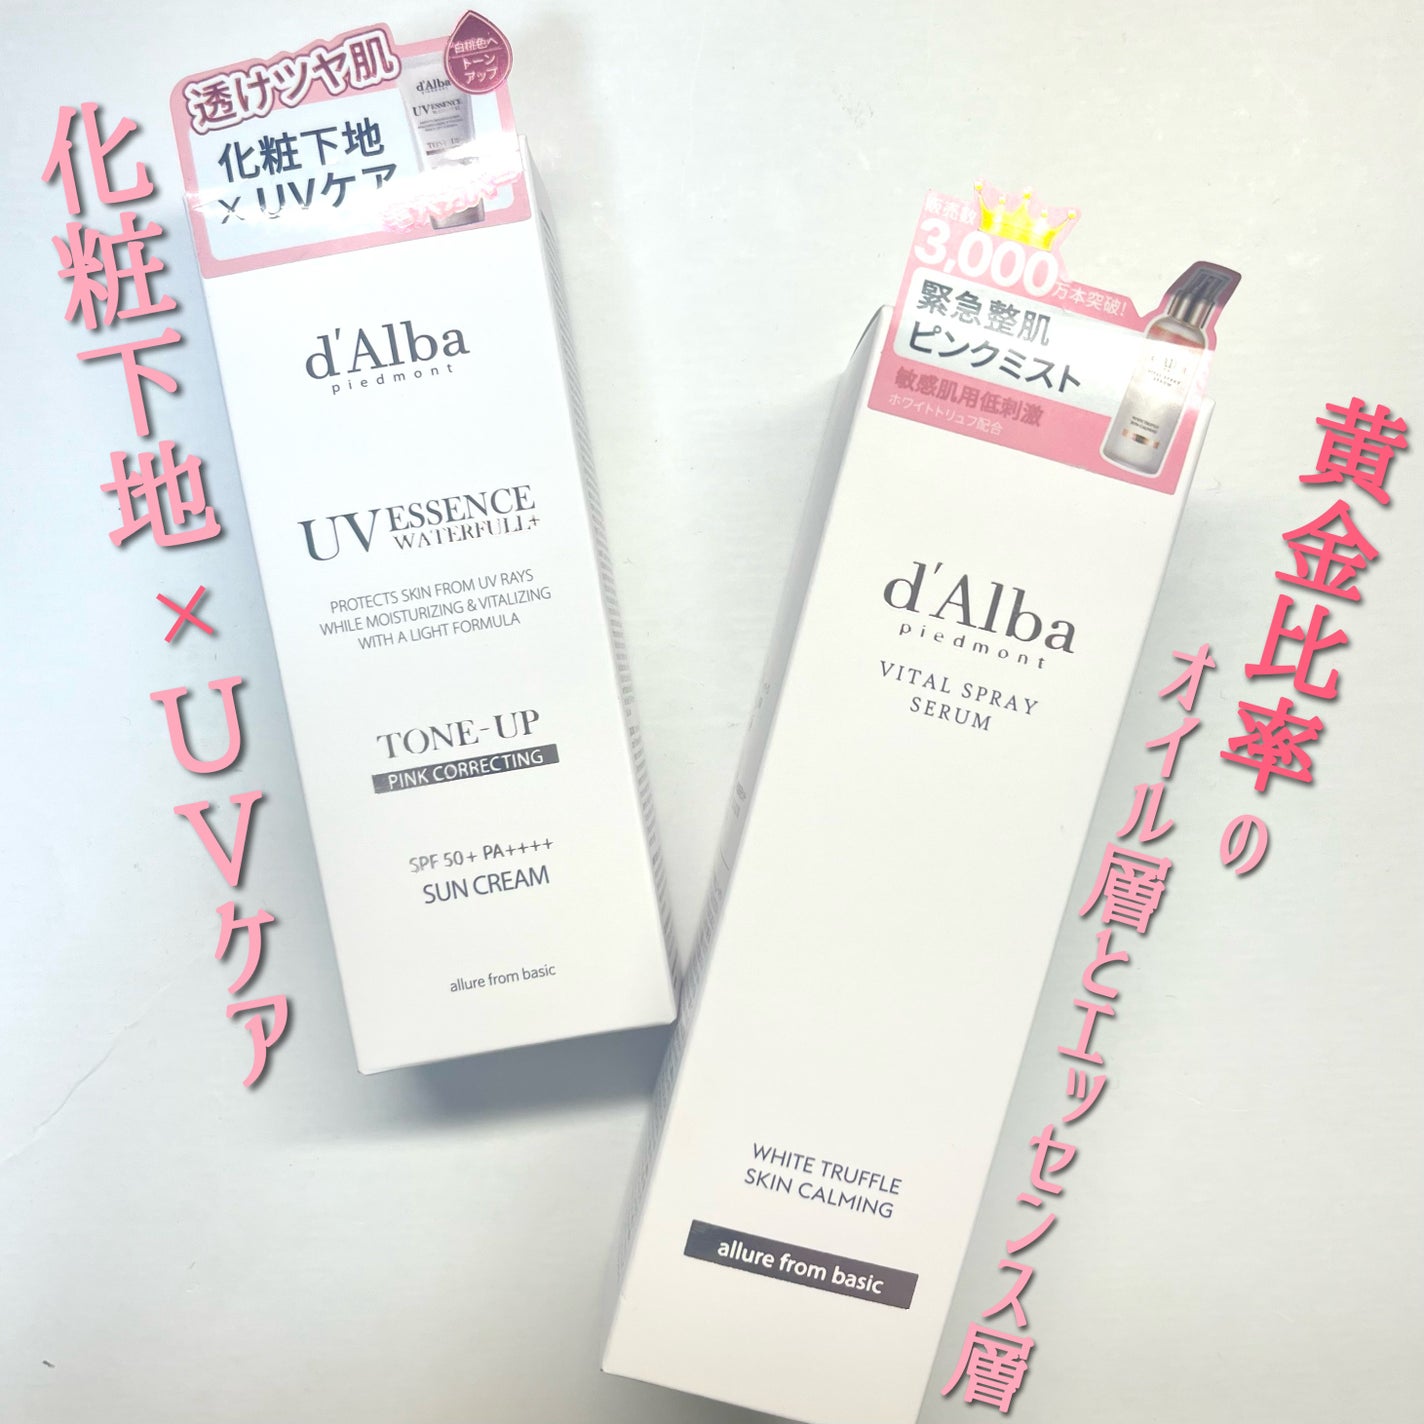 化粧下地×UVケア
透けツヤ肌
化粧下地
×UVケア
白桃色へ
トーン
アップ
d'Alba
UV ESSENCE
d'Alba
piedmont
UV ESSENCE
WATERFULL+
PROTECTS SKIN FROM UV RAYS
WHILE MOISTURIZING & VITALIZING
WITH A LIGHT FORMULA
TONE-UP
PINK CORRECTING
SPF 50+ PA++++
SUN CREAM
allure from basic
販売数
3,000万本突破!
緊急整肌
ピンクミスト
敏感肌用低刺激
ホワイトトリュフ配合
d'Alba
piedmont
VITAL SPRAY
SERUM
WHITE TRUFFLE
SKIN CALMING
allure from basic
黄金比率の
オイル層とエッセンス層